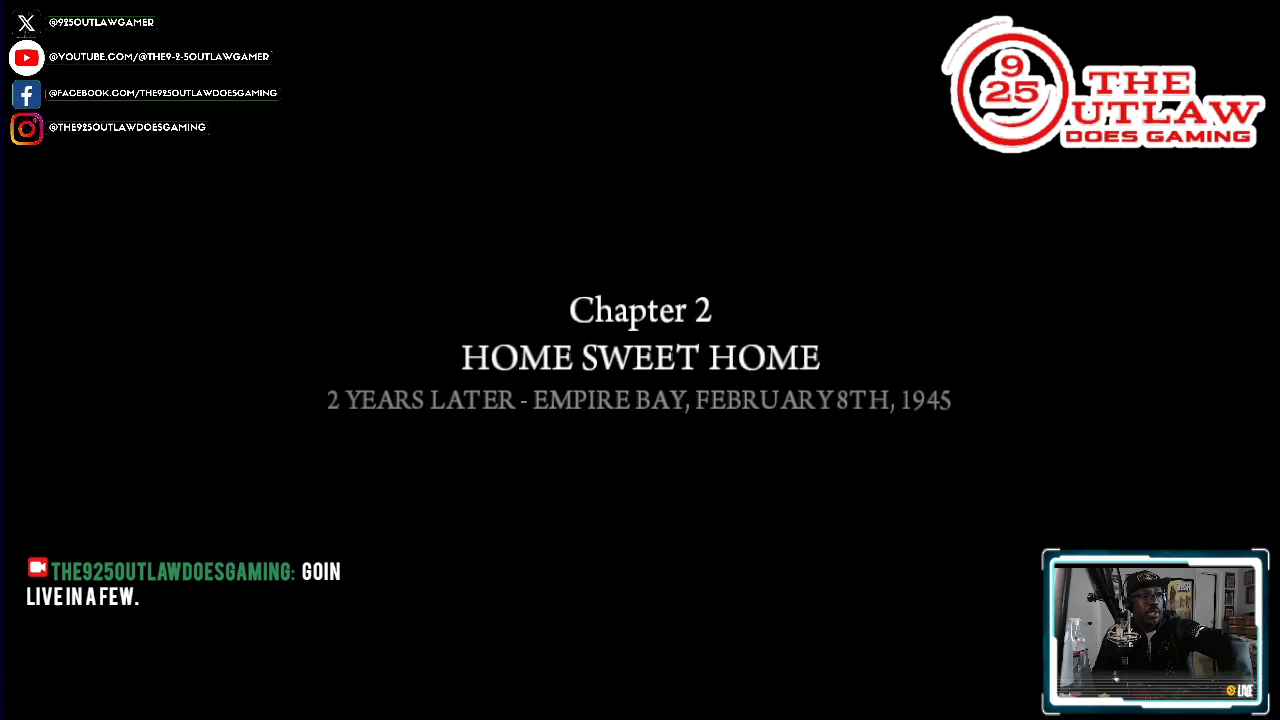 @925OUTLAWGAMER
@YOUTUBE.COM/@THE9-2-5OUTLAWGAMER
@FACEBOOK.COM/THE925OUTLAWDOESGAMING
@THE925OUTLAWDOESGAMING
9
25
THE
OUTLAW
DOES GAMING
Chapter 2
HOME SWEET HOME
2 YEARS LATER - EMPIRE BAY, FEBRUARY 8TH, 1945
THE925OUTLAWDOESGAMING: GOIN
LIVE IN A FEW.
LIVE